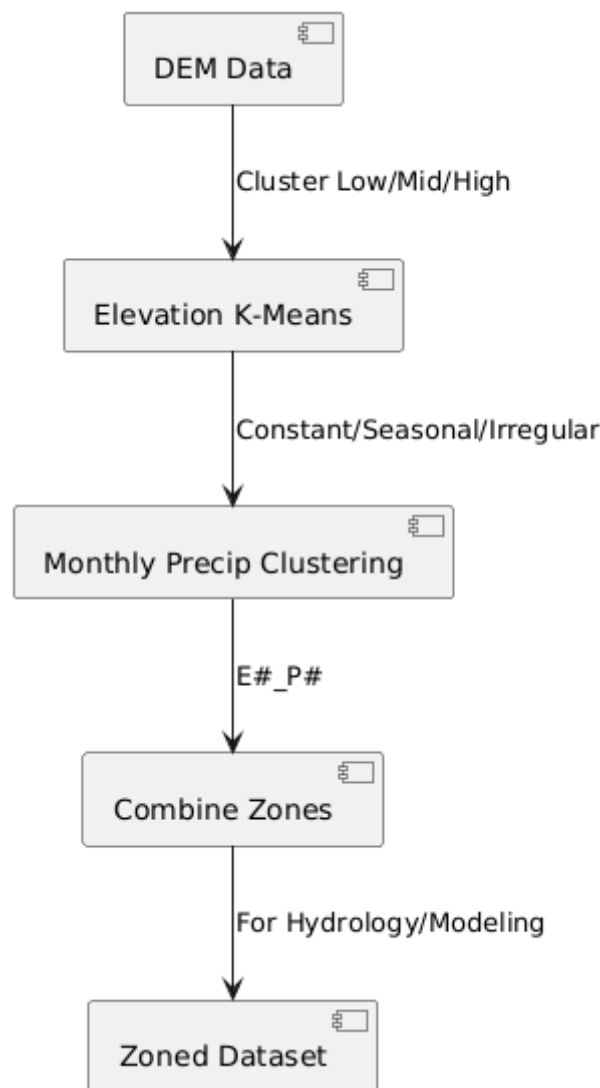 DEM Data
Cluster Low/Mid/High
Elevation K-Means
Constant/Seasonal/Irregular
Monthly Precip Clustering
E#_P#
Combine Zones
For Hydrology/Modeling
Zoned Dataset